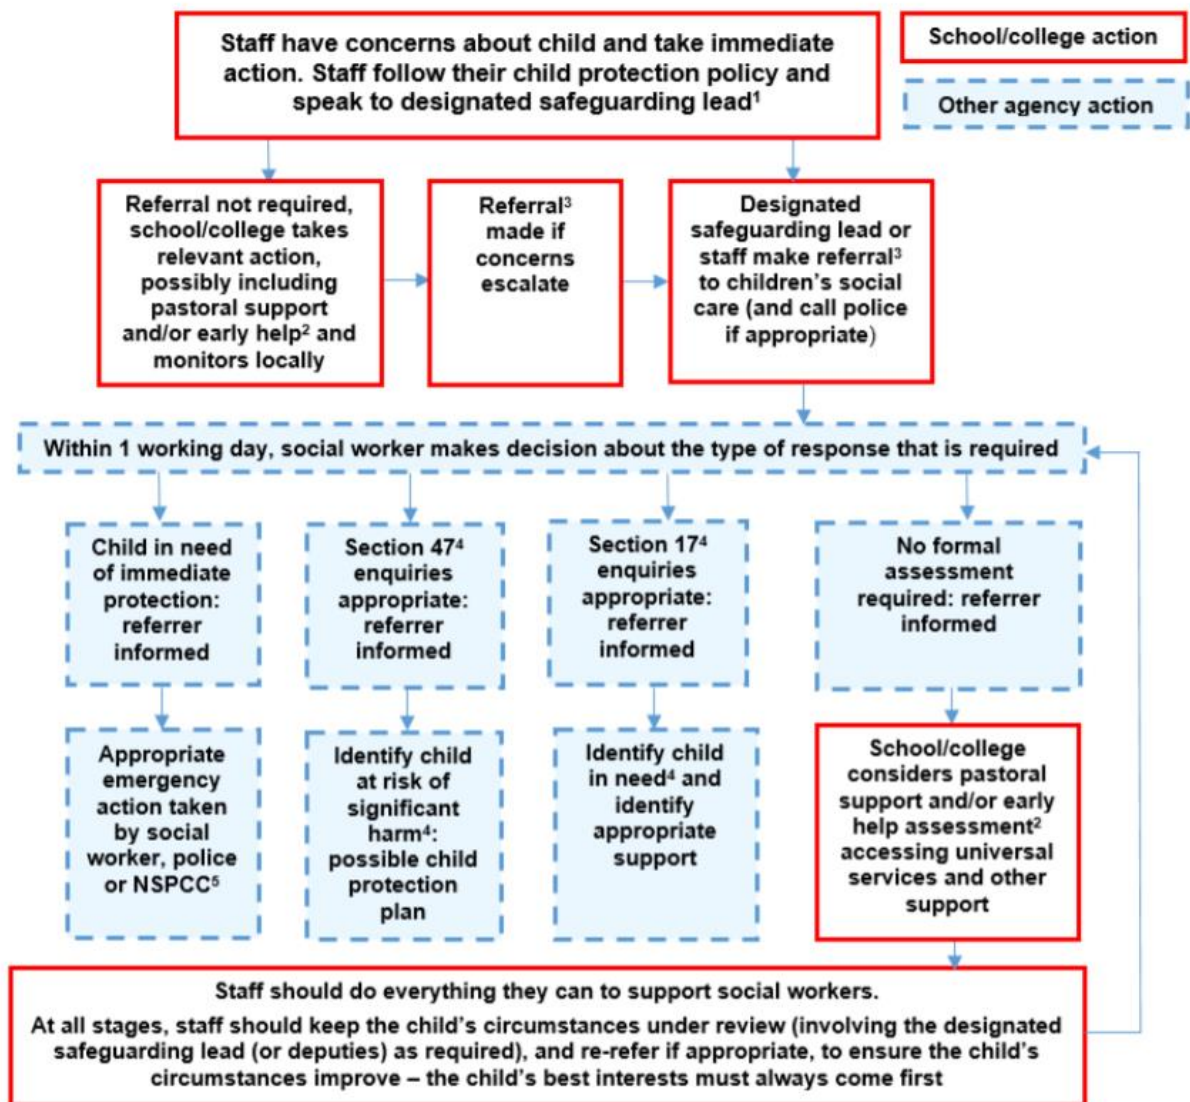 Staff have concerns about child and take immediate
action. Staff follow their child protection policy and
speak to designated safeguarding lead¹
School/college action
Other agency action
Referral not required,
school/college takes
relevant action,
possibly including
pastoral support
and/or early help² and
monitors locally
Referral³
made if
concerns
escalate
Designated
safeguarding lead or
staff make referral³
to children’s social
care (and call police
if appropriate)
Within 1 working day, social worker makes decision about the type of response that is required
Child in need
of immediate
protection:
referrer
informed
Section 47⁴
enquiries
appropriate:
referrer
informed
Section 17⁴
enquiries
appropriate:
referrer
informed
No formal
assessment
required: referrer
informed
Appropriate
emergency
action taken
by social
worker, police
or NSPCC⁵
Identify child
at risk of
significant
harm⁴:
possible child
protection
plan
Identify child
in need⁴ and
identify
appropriate
support
School/college
considers pastoral
support and/or early
help assessment²
accessing universal
services and other
support
Staff should do everything they can to support social workers.
At all stages, staff should keep the child’s circumstances under review (involving the designated
safeguarding lead (or deputies) as required), and re-refer if appropriate, to ensure the child’s
circumstances improve – the child’s best interests must always come first